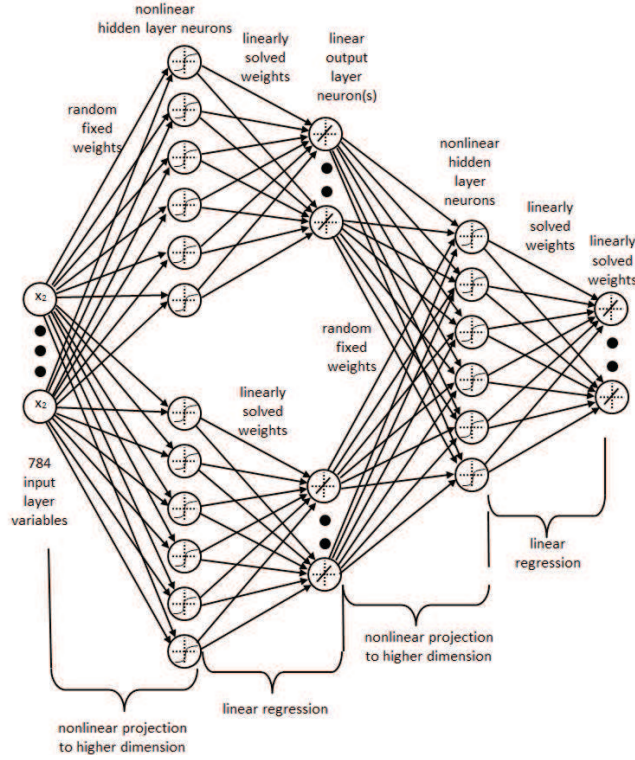 nonlinear
hidden layer neurons
linearly
solved
weights
linear
output
layer
neuron(s)
random
fixed
weights
nonlinear
hidden
layer
neurons
linearly
solved
weights
linearly
solved
weights
X₂
X₂
random
fixed
weights
linearly
solved
weights
784
input
layer
variables
linear
regression
nonlinear projection
to higher dimension
linear regression
nonlinear projection
to higher dimension